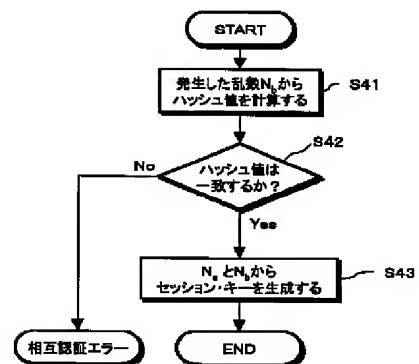 START
発生した乱数Nbから
ハッシュ値を計算する
S41
S42
No
ハッシュ値は
一致するか？
Yes
NaとNbから
セッション・キーを生成する
S43
相互認証エラー
END